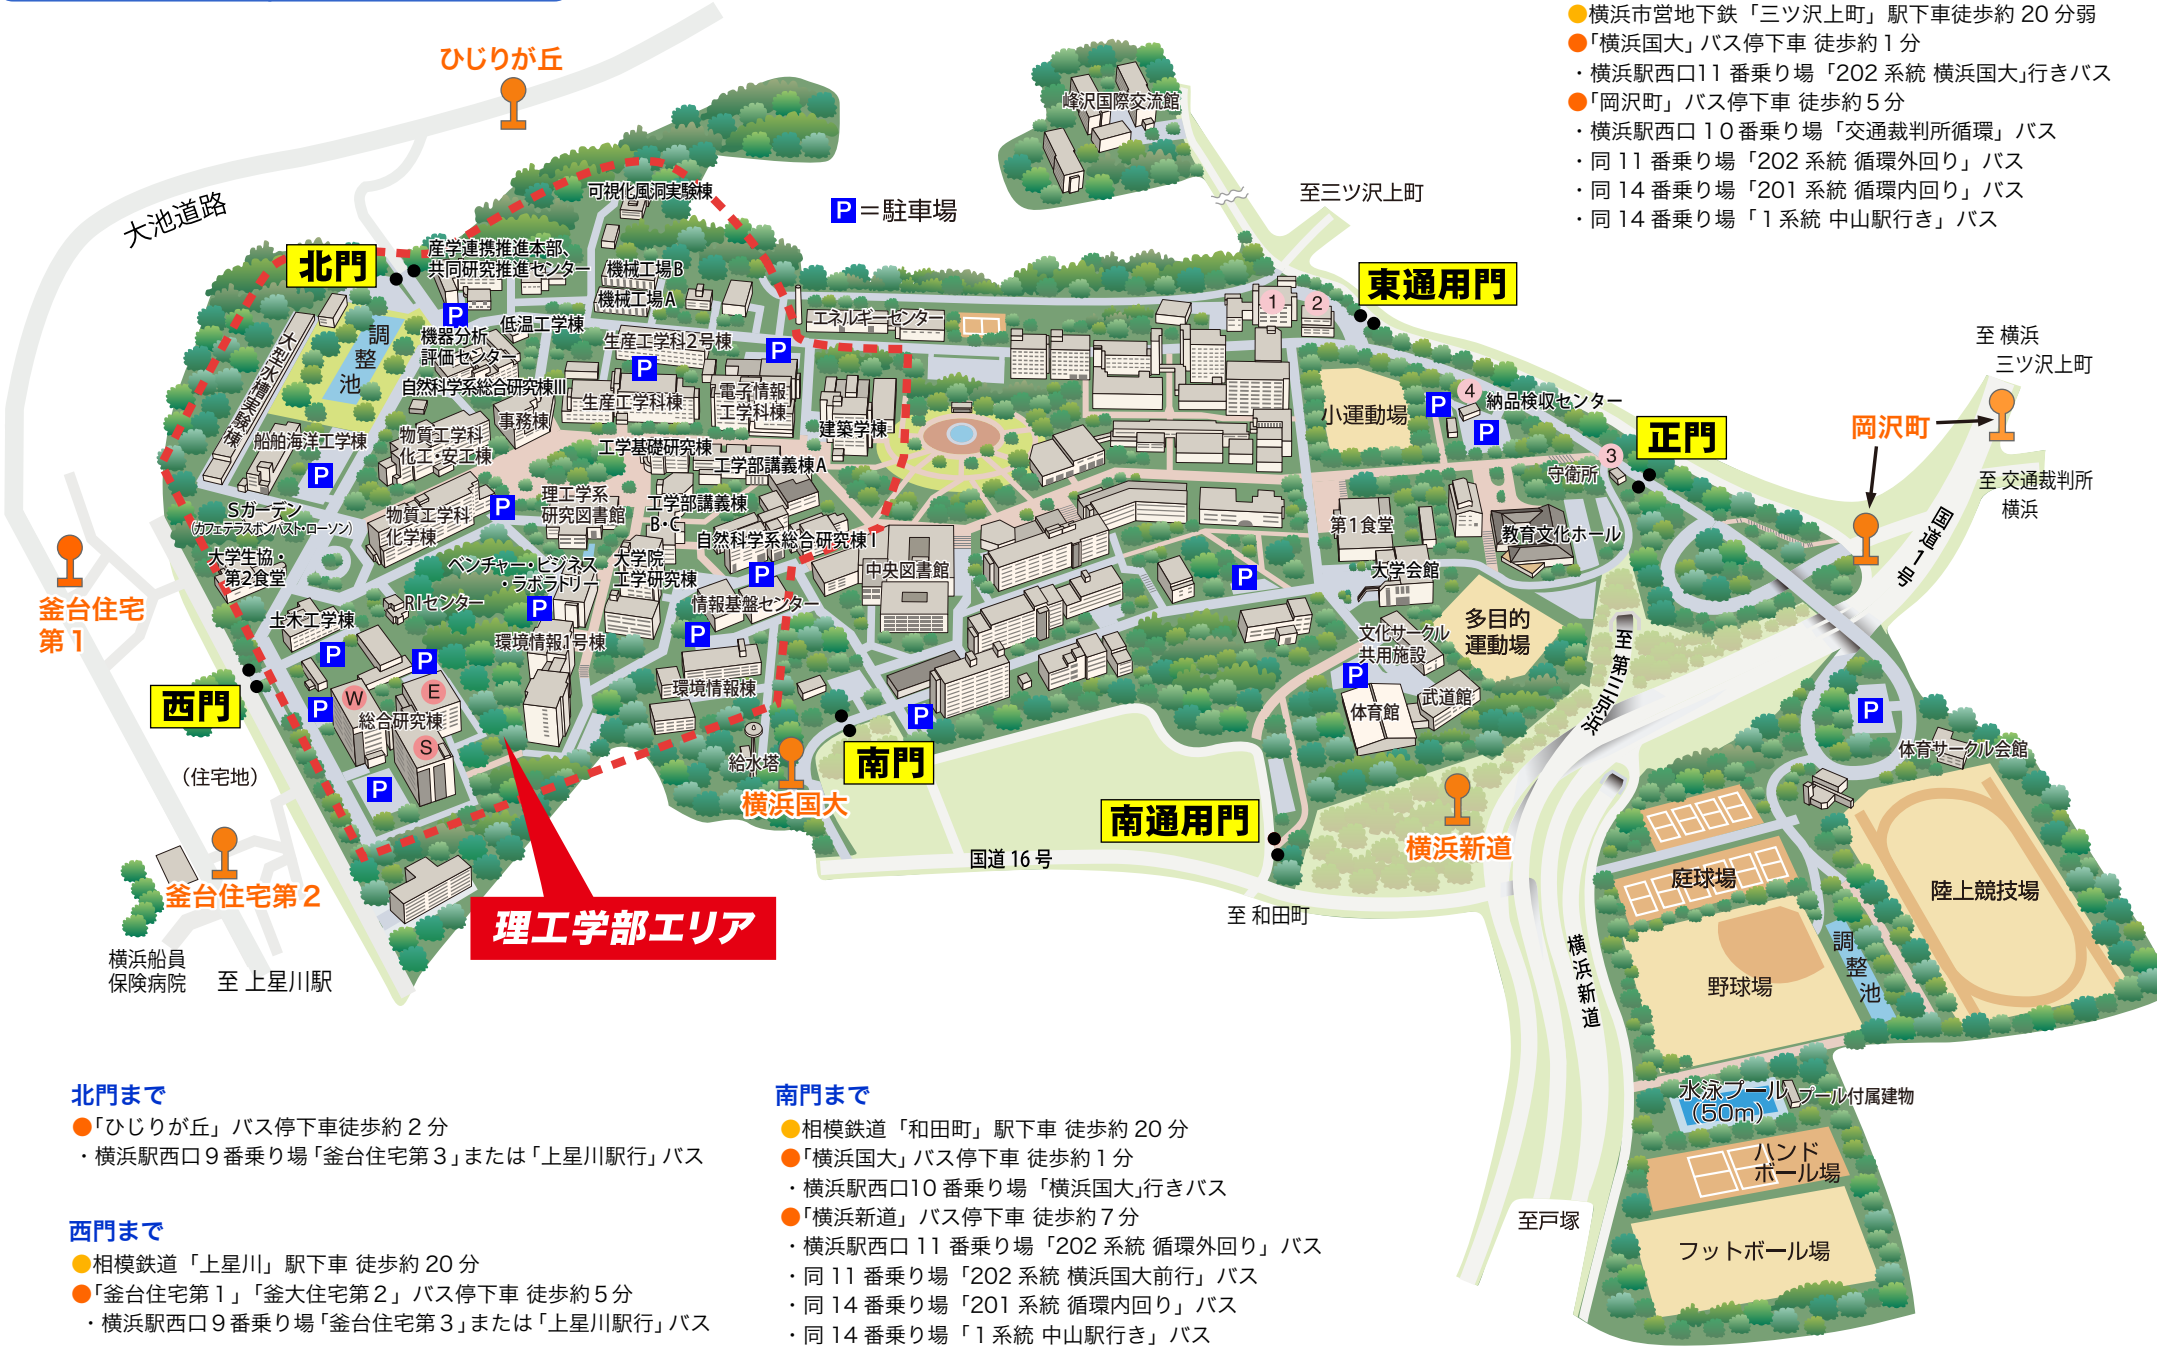 ●横浜市営地下鉄「三ツ沢上町」駅下車徒歩約 20 分弱
●「横浜国大」バス停下車 徒歩約１分
・横浜駅西口11 番乗り場「202 系統 横浜国大」行きバス
●「岡沢町」バス停下車 徒歩約５分
・横浜駅西口 10 番乗り場「交通裁判所循環」バス
・同 11 番乗り場「202 系統 循環外回り」バス
・同 14 番乗り場「201 系統 循環内回り」バス
・同 14 番乗り場「１系統 中山駅行き」バス
ひじりが丘
峰沢国際交流館
大池道路
可視化風洞実験棟
P＝駐車場
至三ツ沢上町
北門
産学連携推進本部、
共同研究推進センター
機械工場B
機械工場A
東通用門
1
2
P
低温工学棟
エネルギーセンター
調
整
池
機器分析
評価センター
生産工学科2号棟
P
P
至 横浜
三ツ沢上町
大型水槽実験棟
自然科学系総合研究棟III
事務棟
生産工学科棟
電子情報
工学科棟
建築学棟
小運動場
P
4
納品検収センター
P
正門
岡沢町
船舶海洋工学棟
P
物質工学科
化工・安工棟
工学基礎研究棟
工学部講義棟A
3
守衛所
至 交通裁判所
横浜
Sガーデン
(カフェテラスボンパスト・ローソン)
物質工学科
化学棟
P
理工学系
研究図書館
工学部講義棟
B・C
自然科学系総合研究棟 I
第1食堂
教育文化ホール
国道1号
大学生協・
第2食堂
ベンチャー・ビジネス
・ラボラトリー
P
大学院
工学研究棟
P
中央図書館
P
大学会館
釜台住宅
第１
RIセンター
情報基盤センター
P
土木工学棟
P
P
環境情報1号棟
文化サークル
共用施設
多目的
運動場
至 第三京浜
西門
P
W
E
S
総合研究棟
環境情報棟
P
P
体育館
武道館
P
体育サークル会館
（住宅地）
P
給水塔
横浜国大
南門
南通用門
横浜新道
釜台住宅第２
国道 16 号
理工学部エリア
至 和田町
庭球場
陸上競技場
横浜船員
保険病院
至 上星川駅
横浜新道
野球場
調
整
池
水泳プール
(50m)
プール付属建物
ハンド
ボール場
至戸塚
フットボール場
北門まで
●「ひじりが丘」バス停下車徒歩約２分
・横浜駅西口９番乗り場「釜台住宅第３」または「上星川駅行」バス
西門まで
●相模鉄道「上星川」駅下車 徒歩約 20 分
●「釜台住宅第１」「釜大住宅第２」バス停下車 徒歩約５分
・横浜駅西口９番乗り場「釜台住宅第３」または「上星川駅行」バス
南門まで
●相模鉄道「和田町」駅下車 徒歩約 20 分
●「横浜国大」バス停下車 徒歩約１分
・横浜駅西口10 番乗り場「横浜国大」行きバス
●「横浜新道」バス停下車 徒歩約７分
・横浜駅西口 11 番乗り場「202 系統 循環外回り」バス
・同 11 番乗り場「202 系統 横浜国大前行」バス
・同 14 番乗り場「201 系統 循環内回り」バス
・同 14 番乗り場「１系統 中山駅行き」バス